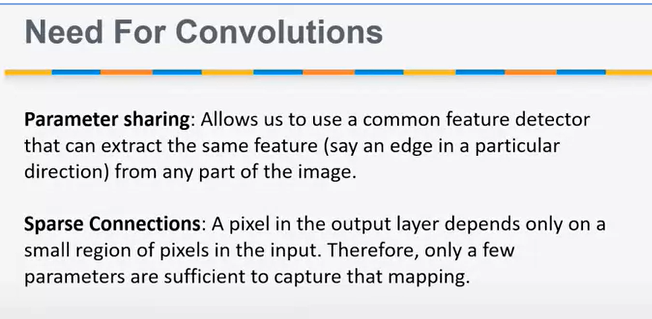 Need For Convolutions
Parameter sharing: Allows us to use a common feature detector
that can extract the same feature (say an edge in a particular
direction) from any part of the image.
Sparse Connections: A pixel in the output layer depends only on a
small region of pixels in the input. Therefore, only a few
parameters are sufficient to capture that mapping.